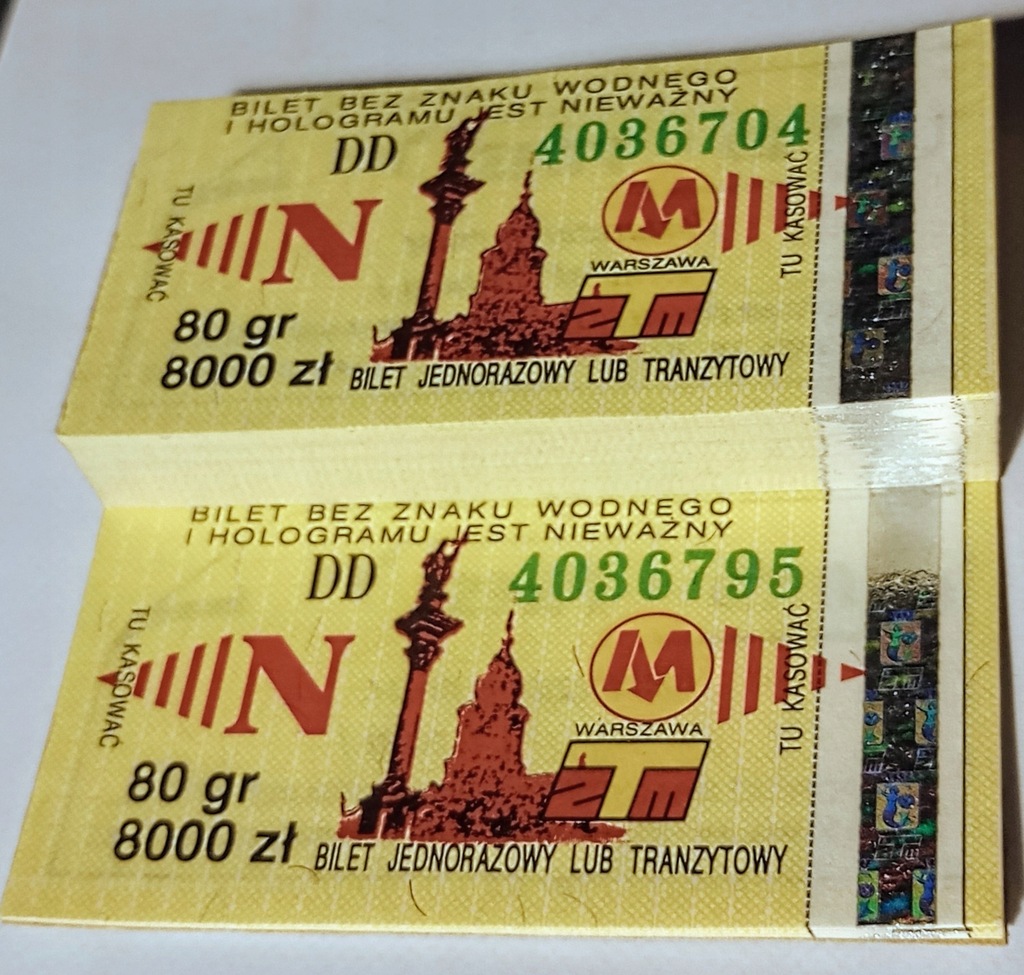 BILET BEZ ZNAKU WODNEGO
I HOLOGRAMU JEST NIEWAŻNY
DD 4036704
TU KASOWAĆ
N
M
TU KASOWAĆ
WARSZAWA
ZTM
80 gr
8000 zł
BILET JEDNORAZOWY LUB TRANZYTOWY
BILET BEZ ZNAKU WODNEGO
I HOLOGRAMU JEST NIEWAŻNY
DD 4036795
TU KASOWAĆ
N
M
TU KASOWAĆ
WARSZAWA
ZTM
80 gr
8000 zł
BILET JEDNORAZOWY LUB TRANZYTOWY